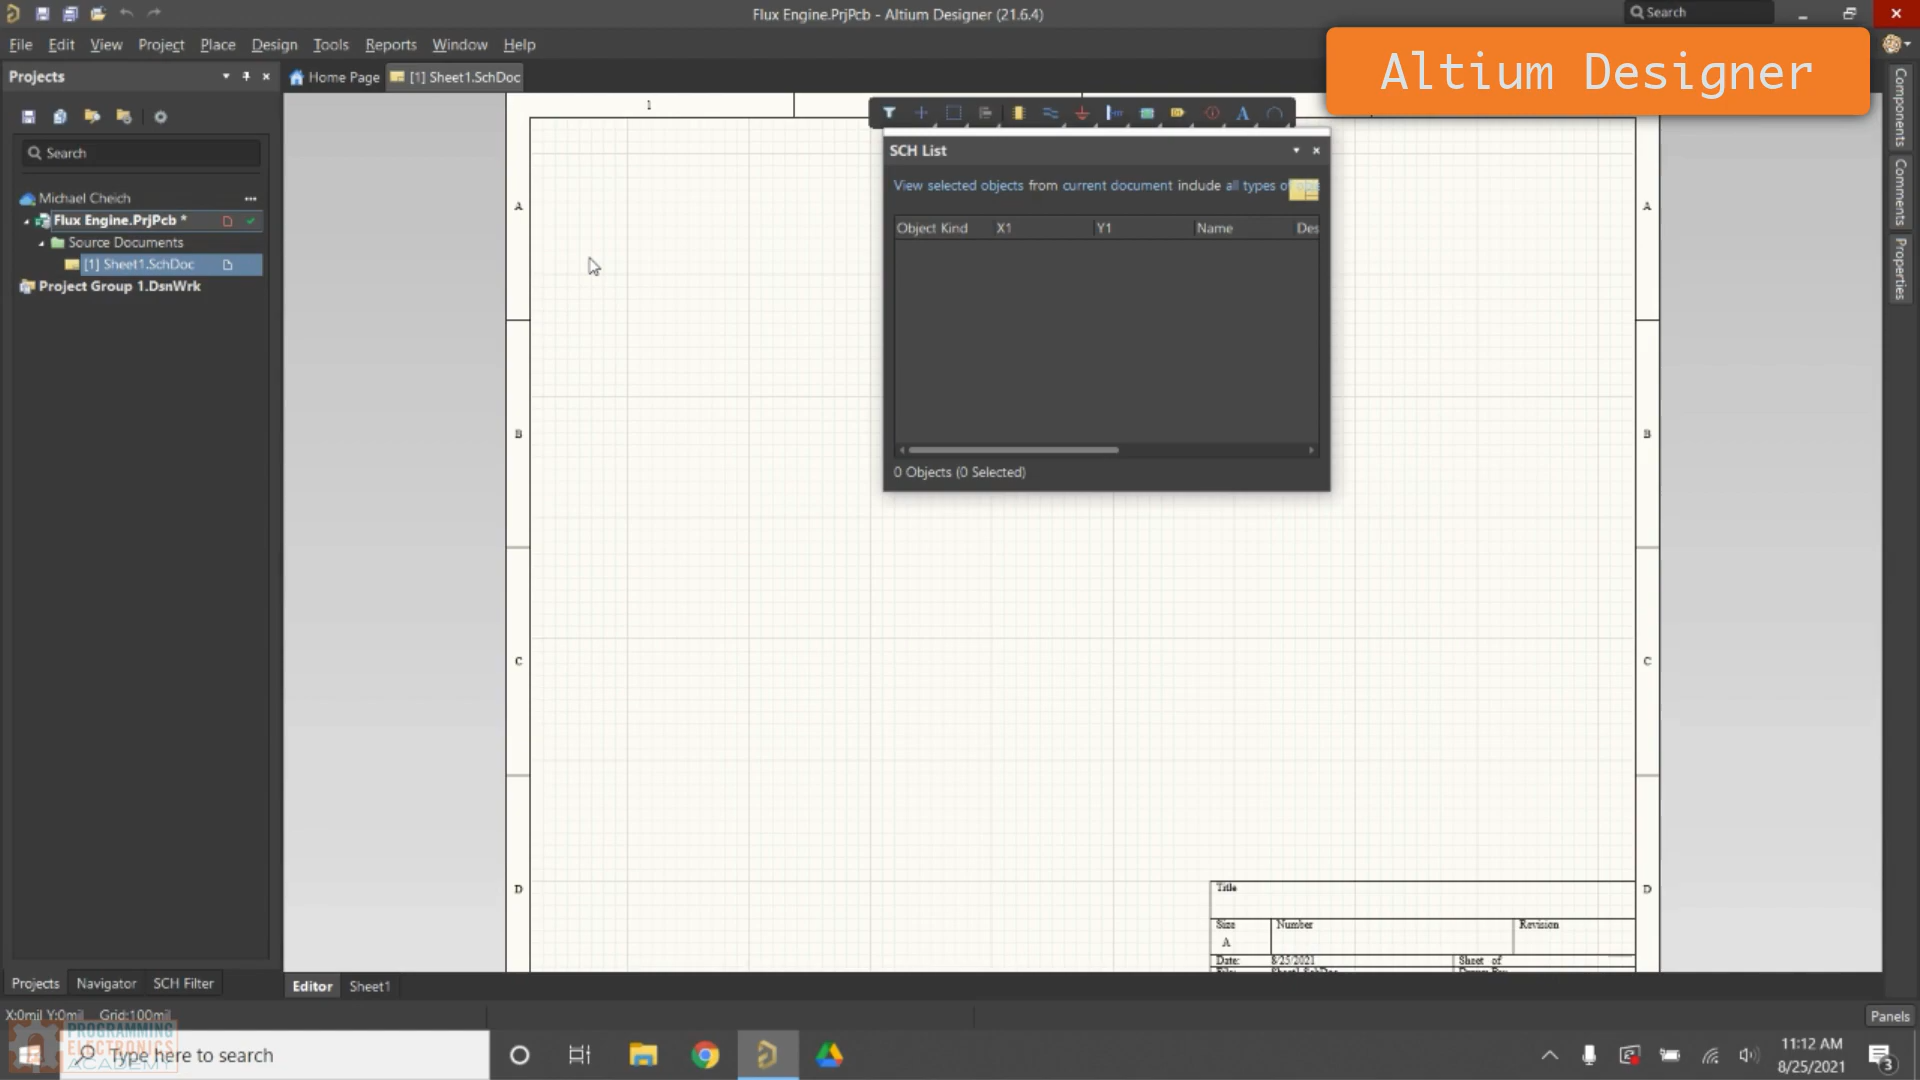 Flux Engine.PrjPcb - Altium Designer (21.6.4)
Search
File Edit View Project Place Design Tools Reports Window Help
Altium Designer
Projects
Home Page
[1] Sheet1.SchDoc
Search
Michael Cheich
Flux Engine.PrjPcb *
Source Documents
[1] Sheet1.SchDoc
Project Group 1.DsnWrk
1
A
B
C
D
SCH List
View selected objects from current document include all types o
Object Kind X1 Y1 Name Des
0 Objects (0 Selected)
A
B
C
D
Components
Comments
Properties
Title
Size
A
Number
Revision
Date: 8/25/2021 Sheet of
Projects Navigator SCH Filter
Editor Sheet1
X:0mil Y:0mil Grid:100mil
Panels
PROGRAMMING
ELECTRONICS
ACADEMY
Type here to search
11:12 AM
8/25/2021
3